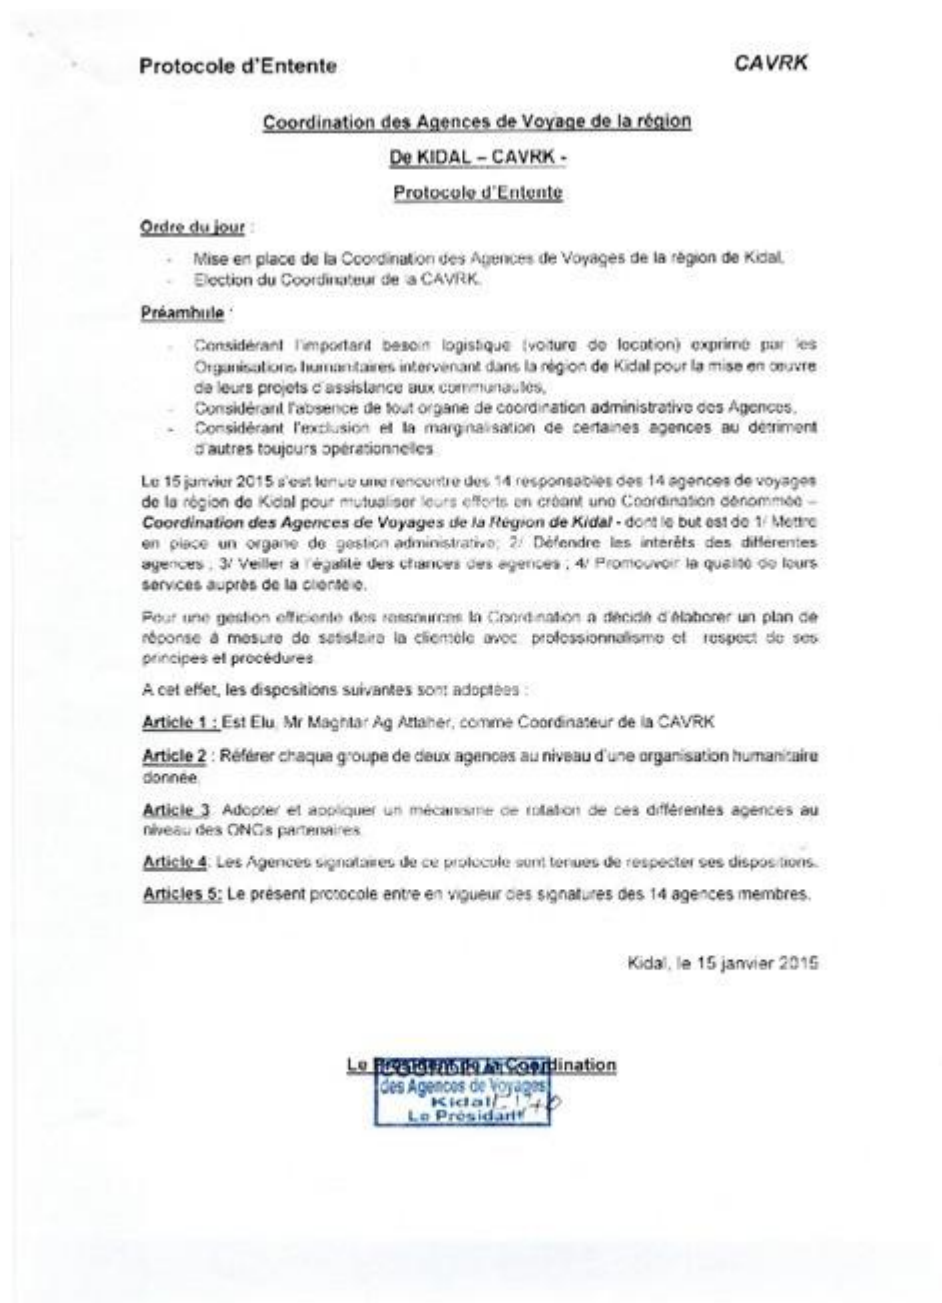 Protocole d'Entente CAVRK
Coordination des Agences de Voyage de la région
De KIDAL – CAVRK -
Protocole d'Entente
Ordre du jour :
- Mise en place de la Coordination des Agences de Voyages de la région de Kidal,
- Election du Coordinateur de la CAVRK.
Préambule :
- Considérant l'important besoin logistique (voiture de location) exprimé par les
Organisations humanitaires intervenant dans la région de Kidal pour la mise en œuvre
de leurs projets d'assistance aux communautés,
- Considérant l'absence de tout organe de coordination administrative des Agences,
- Considérant l'exclusion et la marginalisation de certaines agences au détriment
d'autres toujours opérationnelles
Le 15 janvier 2015 s'est tenue une rencontre des 14 responsables des 14 agences de voyages
de la région de Kidal pour mutualiser leurs efforts en créant une Coordination dénommée –
Coordination des Agences de Voyages de la Région de Kidal - dont le but est de 1/ Mettre
en place un organe de gestion administrative; 2/ Défendre les intérêts des différentes
agences ; 3/ Veiller à l'égalité des chances des agences ; 4/ Promouvoir la qualité de leurs
services auprès de la clientèle.
Pour une gestion efficiente des ressources la Coordination a décidé d'élaborer un plan de
réponse à mesure de satisfaire la clientèle avec professionnalisme et respect de ses
principes et procédures.
A cet effet, les dispositions suivantes sont adoptées :
Article 1 : Est Elu, Mr Maghtar Ag Attaher, comme Coordinateur de la CAVRK
Article 2 : Référer chaque groupe de deux agences au niveau d'une organisation humanitaire
donnée.
Article 3. Adopter et appliquer un mécanisme de rotation de ces différentes agences au
niveau des ONGs partenaires.
Article 4: Les Agences signataires de ce protocole sont tenues de respecter ses dispositions.
Articles 5: Le présent protocole entre en vigueur des signatures des 14 agences membres.
Kidal, le 15 janvier 2015
Le Président de la Coordination
COORDINATION
des Agences de Voyages
Kidal
Le Président